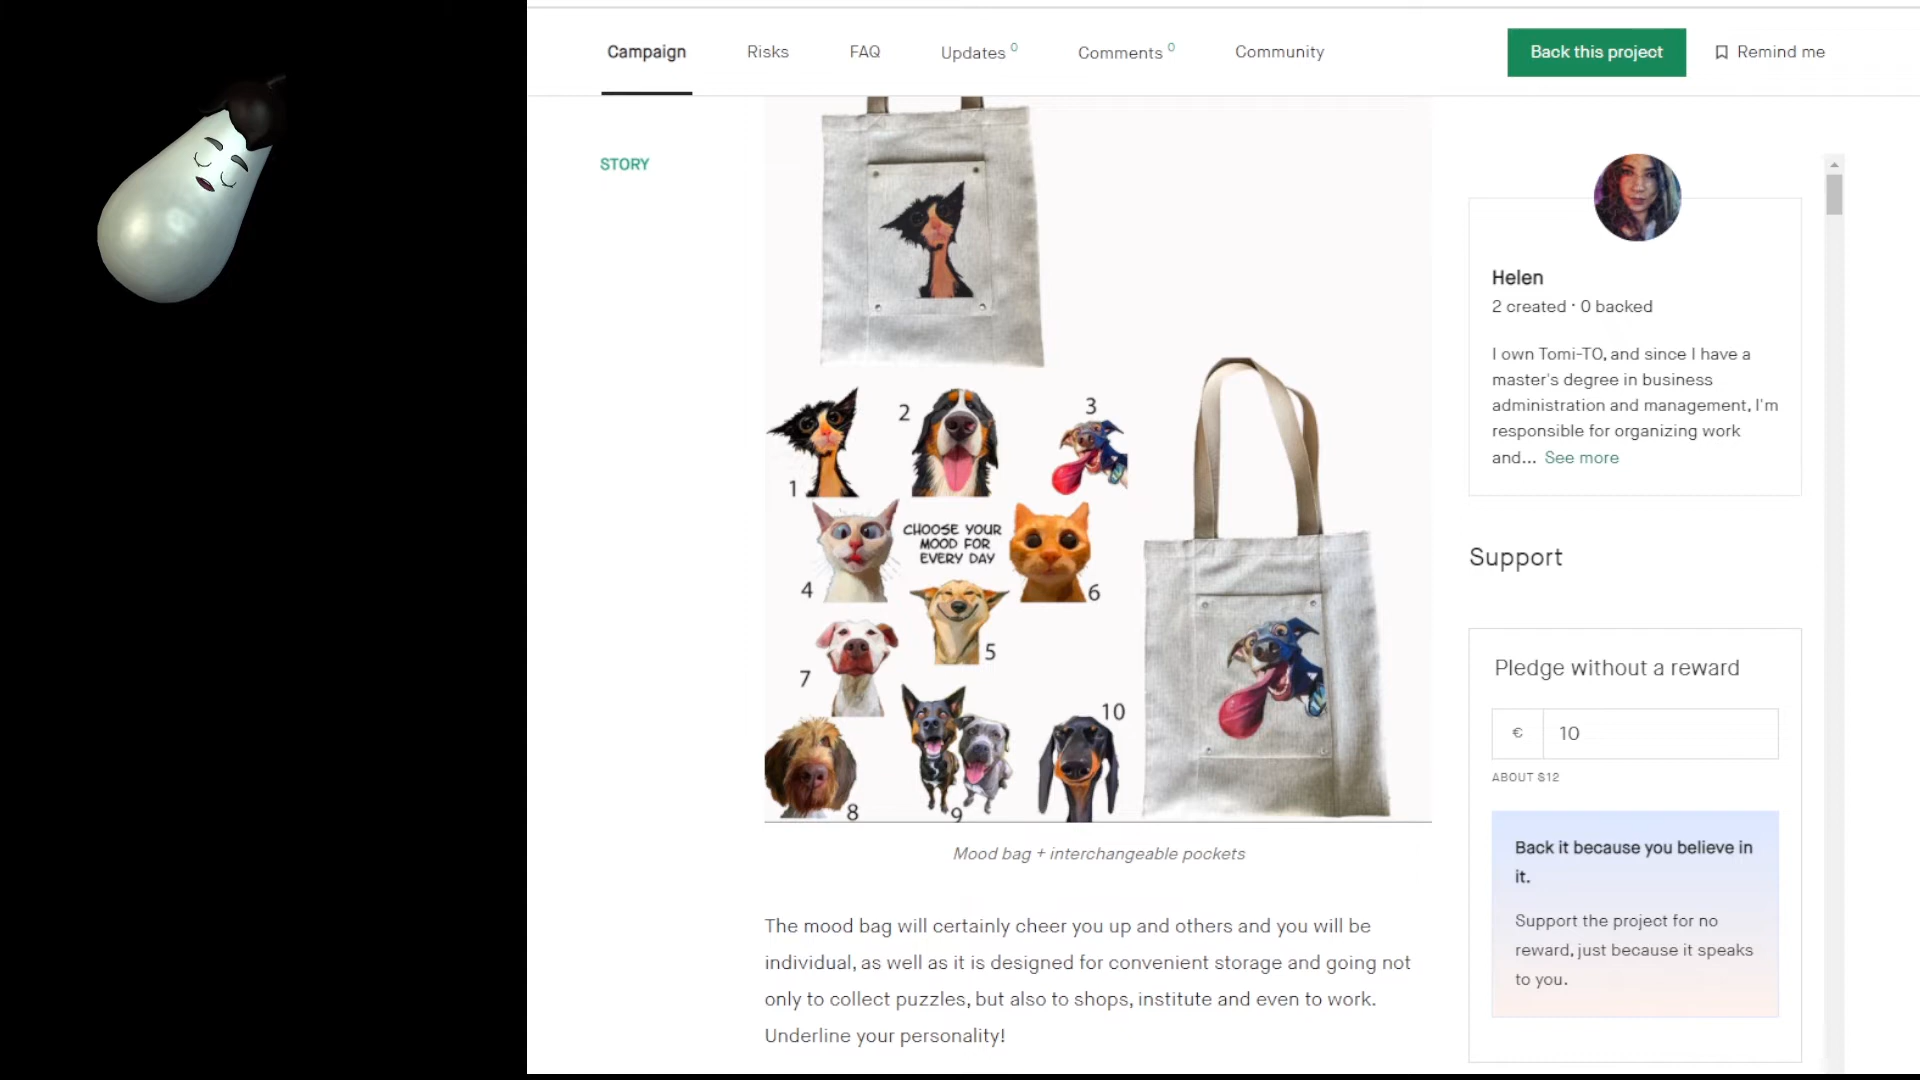 Campaign
Risks
FAQ
Updates 0
Comments 0
Community
Back this project
Remind me
STORY
1
2
3
4
CHOOSE YOUR
MOOD FOR
EVERY DAY
5
6
7
8
9
10
Mood bag + interchangeable pockets
The mood bag will certainly cheer you up and others and you will be
individual, as well as it is designed for convenient storage and going not
only to collect puzzles, but also to shops, institute and even to work.
Underline your personality!
Helen
2 created · 0 backed
I own Tomi-TO, and since I have a
master's degree in business
administration and management, I'm
responsible for organizing work
and... See more
Support
Pledge without a reward
€ 10
ABOUT $12
Back it because you believe in
it.
Support the project for no
reward, just because it speaks
to you.